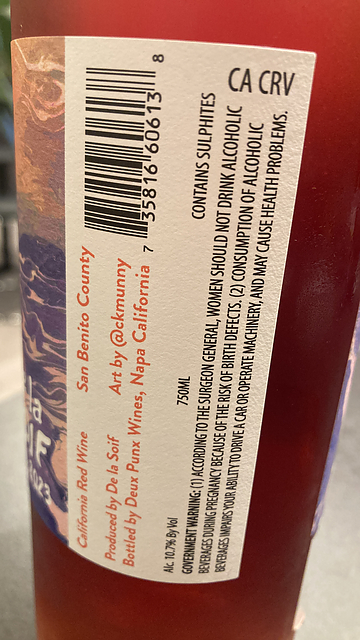 California Red Wine San Benito County
Produced by De la Soif Art by @ckmunny
Bottled by Deux Punx Wines, Napa California
7 35816 60613 8
Alc. 10.7% By Vol 750ML CONTAINS SULPHITES CA CRV
GOVERNMENT WARNING: (1) ACCORDING TO THE SURGEON GENERAL, WOMEN SHOULD NOT DRINK ALCOHOLIC
BEVERAGES DURING PREGNANCY BECAUSE OF THE RISK OF BIRTH DEFECTS. (2) CONSUMPTION OF ALCOHOLIC
BEVERAGES IMPAIRS YOUR ABILITY TO DRIVE A CAR OR OPERATE MACHINERY, AND MAY CAUSE HEALTH PROBLEMS.